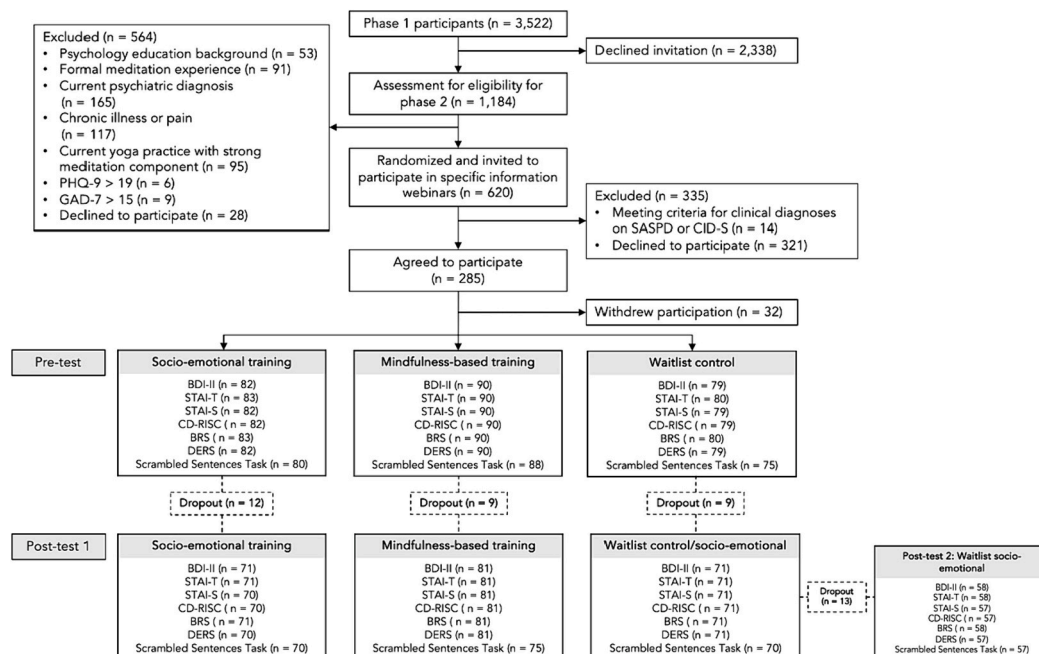 Phase 1 participants (n = 3,522)
Declined invitation (n = 2,338)
Assessment for eligibility for
phase 2 (n = 1,184)
Excluded (n = 564)
• Psychology education background (n = 53)
• Formal meditation experience (n = 91)
• Current psychiatric diagnosis
(n = 165)
• Chronic illness or pain
(n = 117)
• Current yoga practice with strong
meditation component (n = 95)
• PHQ-9 > 19 (n = 6)
• GAD-7 > 15 (n = 9)
• Declined to participate (n = 28)
Randomized and invited to
participate in specific information
webinars (n = 620)
Excluded (n = 335)
• Meeting criteria for clinical diagnoses
on SASPD or CID-S (n = 14)
• Declined to participate (n = 321)
Agreed to participate
(n = 285)
Withdrew participation (n = 32)
Pre-test
Socio-emotional training
BDI-II (n = 82)
STAI-T (n = 83)
STAI-S (n = 82)
CD-RISC ( n = 82)
BRS (n = 83)
DERS (n = 82)
Scrambled Sentences Task (n = 80)
Mindfulness-based training
BDI-II (n = 90)
STAI-T (n = 90)
STAI-S (n = 90)
CD-RISC ( n = 90)
BRS (n = 90)
DERS (n = 90)
Scrambled Sentences Task (n = 88)
Waitlist control
BDI-II (n = 79)
STAI-T (n = 80)
STAI-S (n = 79)
CD-RISC ( n = 79)
BRS (n = 80)
DERS (n = 79)
Scrambled Sentences Task (n = 75)
Dropout (n = 12)
Dropout (n = 9)
Dropout (n = 9)
Post-test 1
Socio-emotional training
BDI-II (n = 71)
STAI-T (n = 71)
STAI-S (n = 70)
CD-RISC ( n = 70)
BRS (n = 71)
DERS (n = 70)
Scrambled Sentences Task (n = 70)
Mindfulness-based training
BDI-II (n = 81)
STAI-T (n = 81)
STAI-S (n = 81)
CD-RISC ( n = 81)
BRS (n = 81)
DERS (n = 81)
Scrambled Sentences Task (n = 75)
Waitlist control/socio-emotional
BDI-II (n = 71)
STAI-T (n = 71)
STAI-S (n = 71)
CD-RISC ( n = 71)
BRS (n = 71)
DERS (n = 71)
Scrambled Sentences Task (n = 70)
Dropout
(n = 13)
Post-test 2: Waitlist socio-
emotional
BDI-II (n = 58)
STAI-T (n = 58)
STAI-S (n = 57)
CD-RISC ( n = 57)
BRS ( n = 58)
DERS (n = 57)
Scrambled Sentences Task (n = 57)